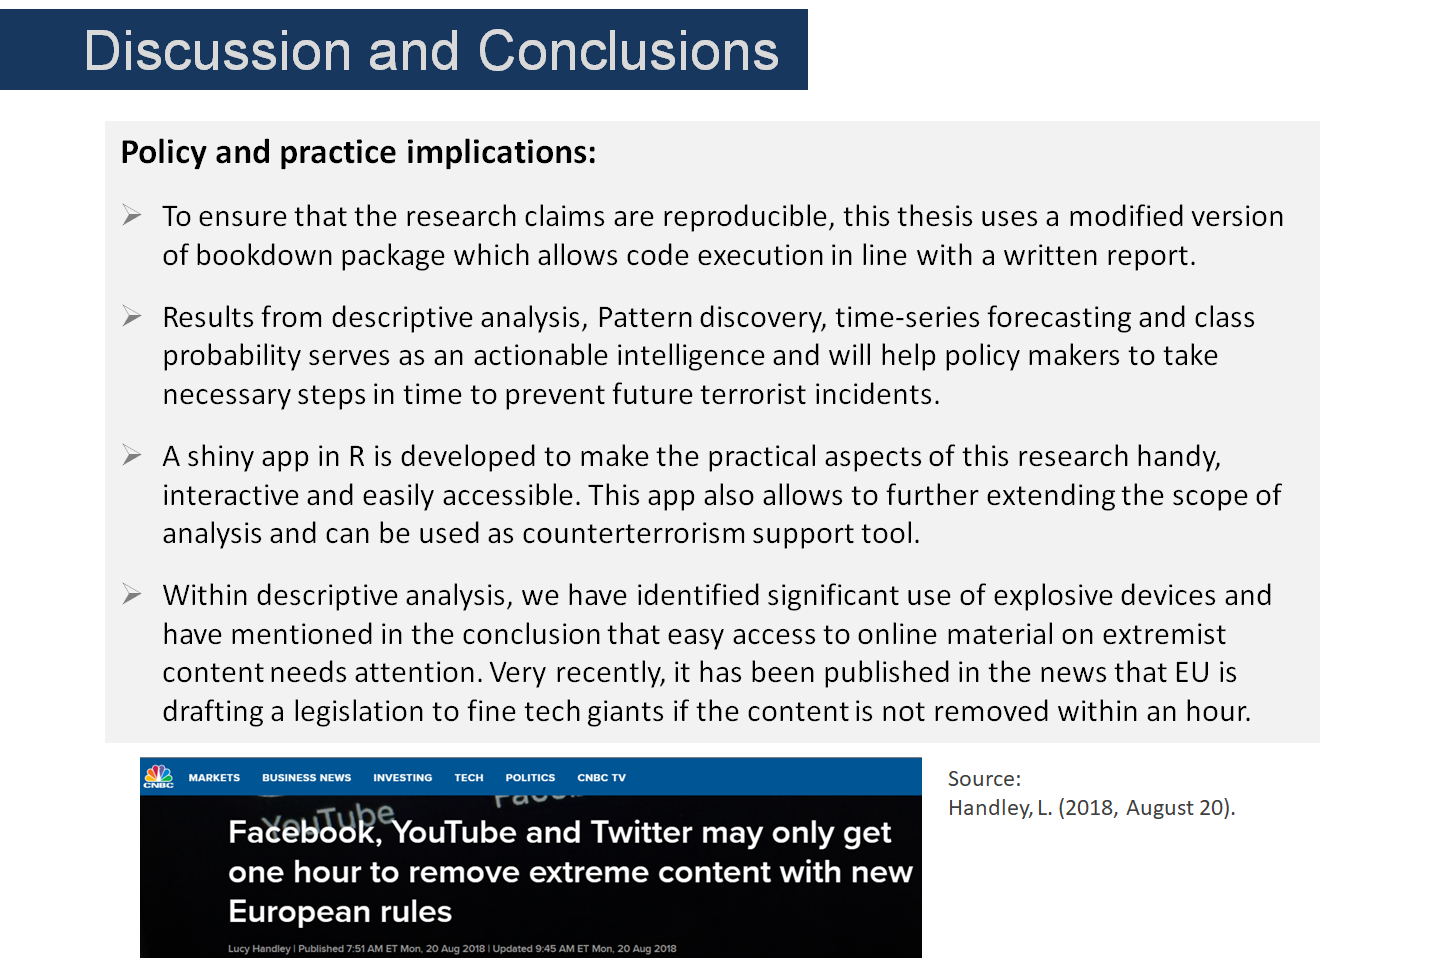 Discussion and Conclusions
Policy and practice implications:
To ensure that the research claims are reproducible, this thesis uses a modified version
of bookdown package which allows code execution in line with a written report.
Results from descriptive analysis, Pattern discovery, time-series forecasting and class
probability serves as an actionable intelligence and will help policy makers to take
necessary steps in time to prevent future terrorist incidents.
A shiny app in R is developed to make the practical aspects of this research handy,
interactive and easily accessible. This app also allows to further extending the scope of
analysis and can be used as counterterrorism support tool.
Within descriptive analysis, we have identified significant use of explosive devices and
have mentioned in the conclusion that easy access to online material on extremist
content needs attention. Very recently, it has been published in the news that EU is
drafting a legislation to fine tech giants if the content is not removed within an hour.
CNBC MARKETS BUSINESS NEWS INVESTING TECH POLITICS CNBC TV
YouTube
Facebook, YouTube and Twitter may only get
one hour to remove extreme content with new
European rules
Lucy Handley | Published 7:51 AM ET Mon, 20 Aug 2018 | Updated 9:45 AM ET Mon, 20 Aug 2018
Source:
Handley, L. (2018, August 20).